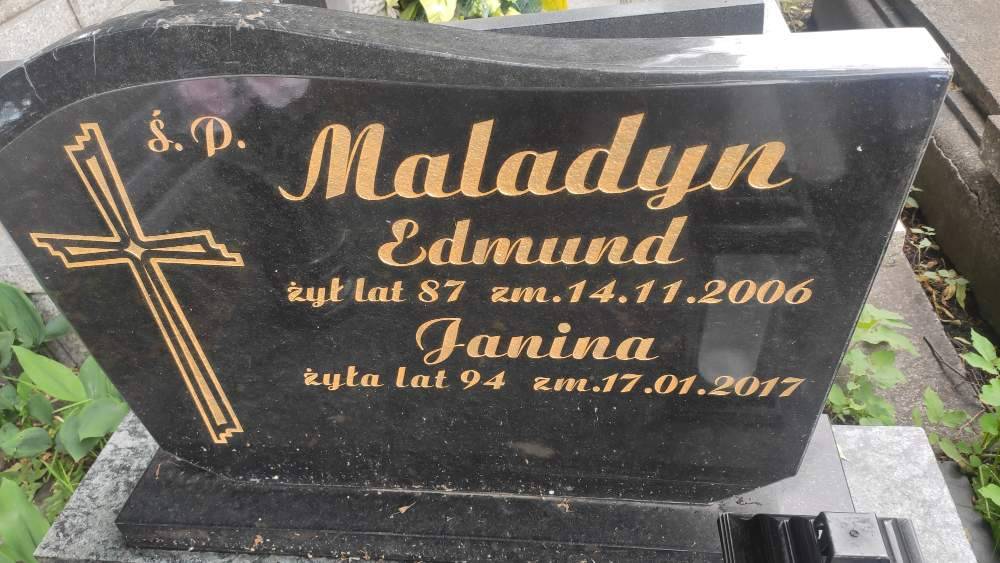 Ś. P.
Maladyn
Edmund
żył lat 87 zm.14.11.2006
Janina
żyła lat 94 zm.17.01.2017